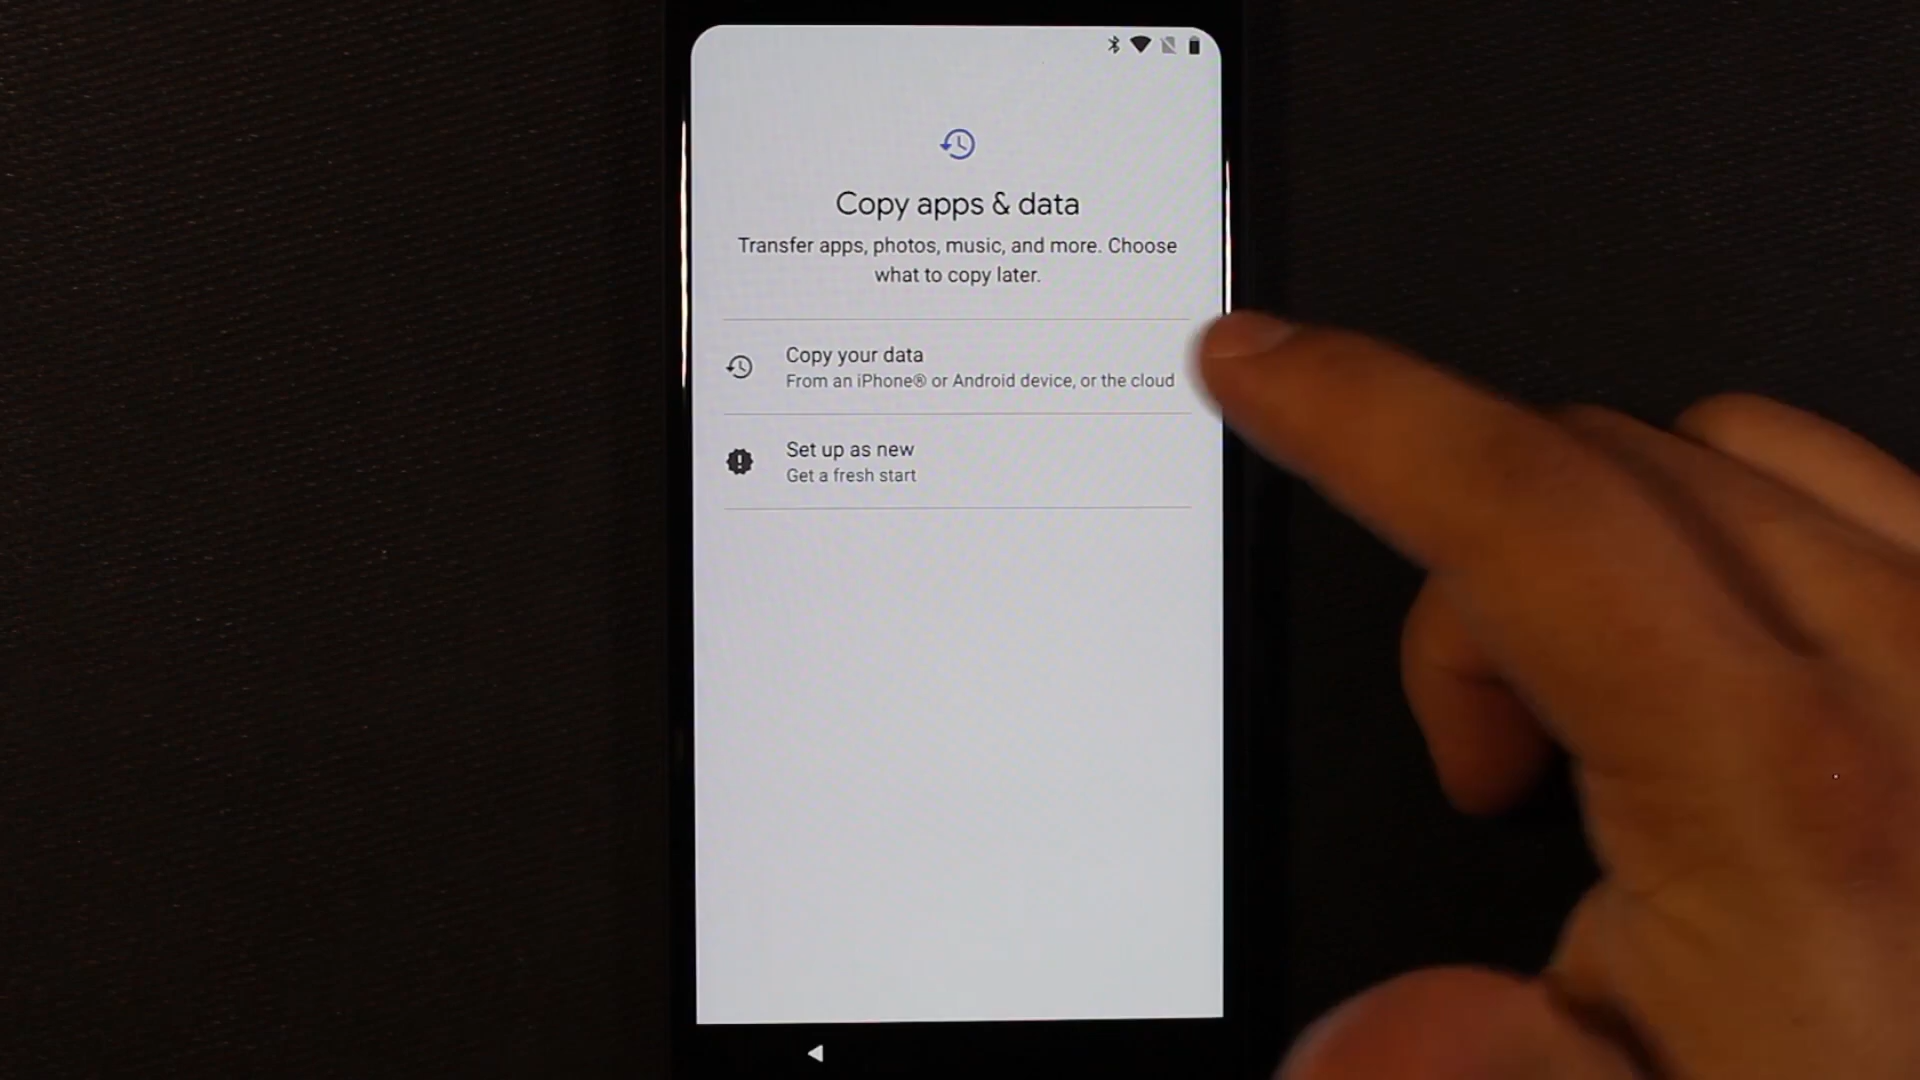 Copy apps & data
Transfer apps, photos, music, and more. Choose
what to copy later.
Copy your data
From an iPhone® or Android device, or the cloud
Set up as new
Get a fresh start